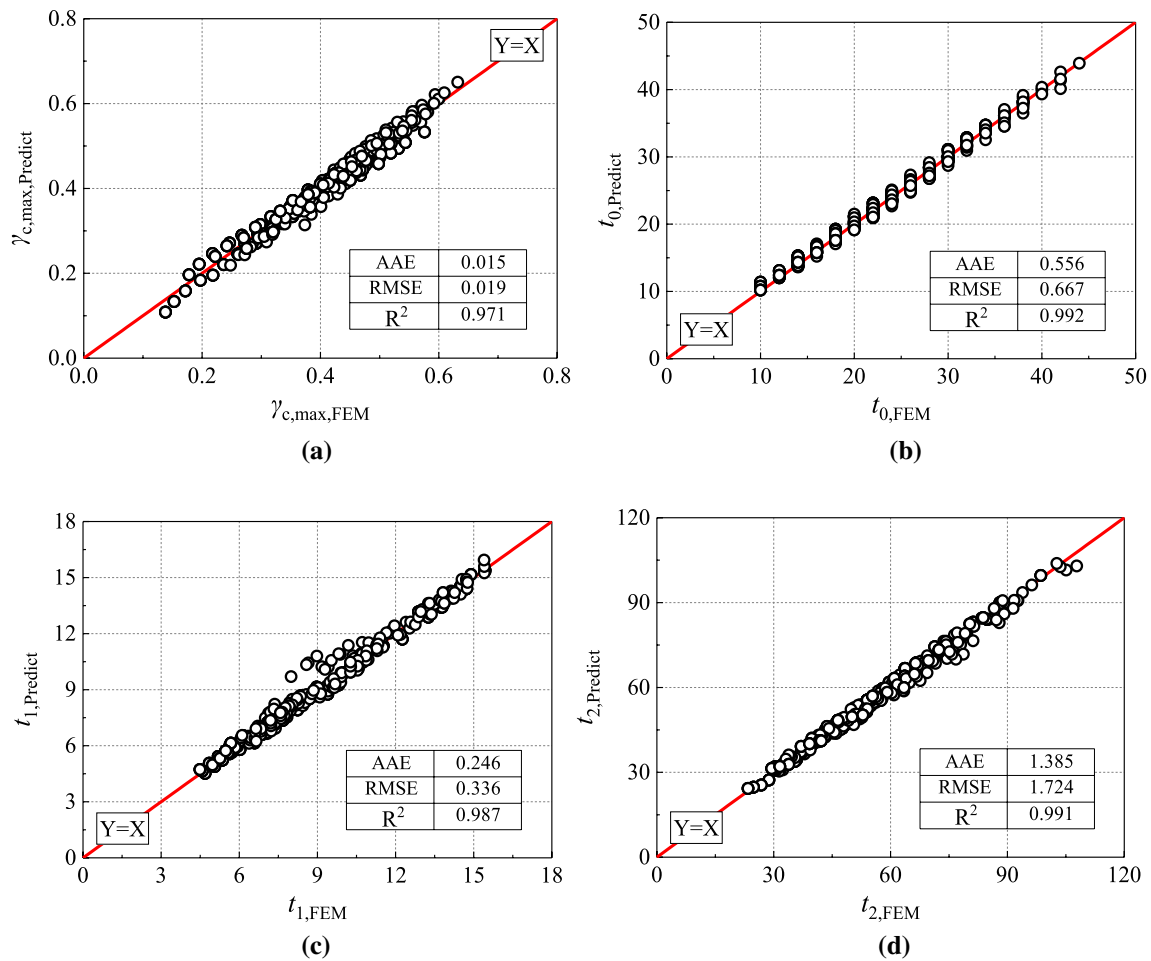 Y=X
γc,max,Predict
0.8
0.6
0.4
0.2
0.0
AAE 0.015
RMSE 0.019
R² 0.971
0.0 0.2 0.4 0.6 0.8
γc,max,FEM
(a)
t0,Predict
50
40
30
20
10
0
AAE 0.556
RMSE 0.667
R² 0.992
Y=X
0 10 20 30 40 50
t0,FEM
(b)
t1,Predict
18
15
12
9
6
3
0
AAE 0.246
RMSE 0.336
R² 0.987
Y=X
0 3 6 9 12 15 18
t1,FEM
(c)
t2,Predict
120
90
60
30
0
AAE 1.385
RMSE 1.724
R² 0.991
Y=X
0 30 60 90 120
t2,FEM
(d)